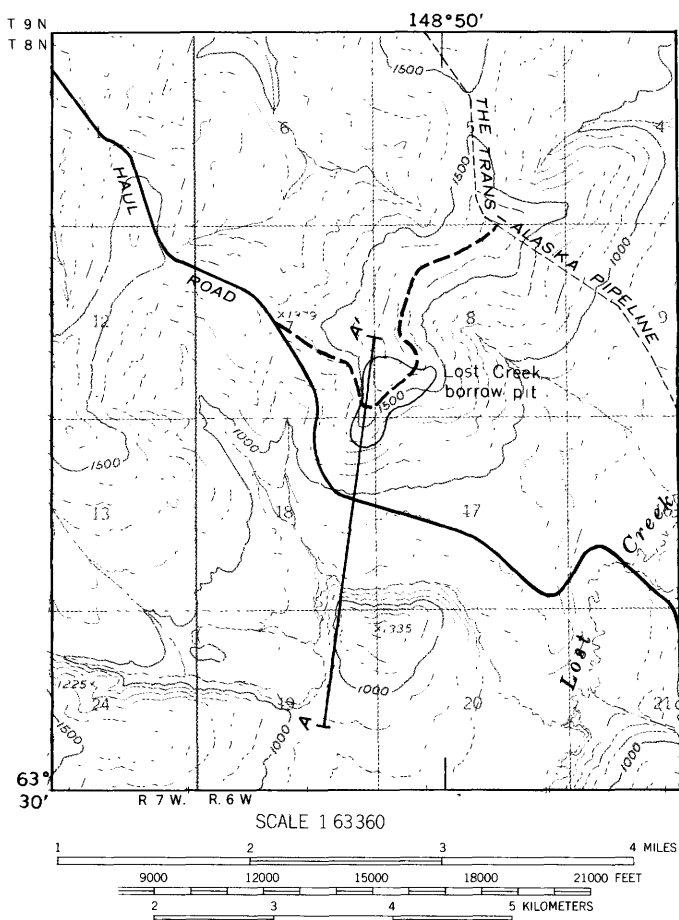 T 9 N
T 8 N
148°50'
1500
6
5
4
1500
HAUL
ROAD
THE TRANS-ALASKA PIPELINE
1000
12
8
9
A'
Lost Creek
borrow pit
1500
1000
1500
13
18
17
Lost Creek
x1335
1000
1225x
24
19
20
21
A
1500
1000
1000
63°
30'
R 7 W.
R. 6 W
SCALE 1 63360
1 2 3 4 MILES
9000 12000 15000 18000 21000 FEET
2 3 4 5 KILOMETERS